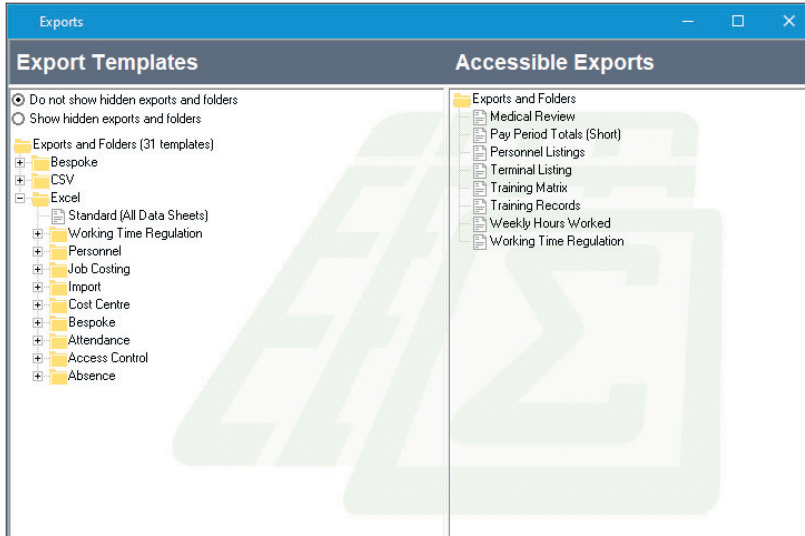 Exports
Export Templates
Do not show hidden exports and folders
Show hidden exports and folders
Exports and Folders (31 templates)
Bespoke
CSV
Excel
Standard (All Data Sheets)
Working Time Regulation
Personnel
Job Costing
Import
Cost Centre
Bespoke
Attendance
Access Control
Absence
Accessible Exports
Exports and Folders
Medical Review
Pay Period Totals (Short)
Personnel Listings
Terminal Listing
Training Matrix
Training Records
Weekly Hours Worked
Working Time Regulation